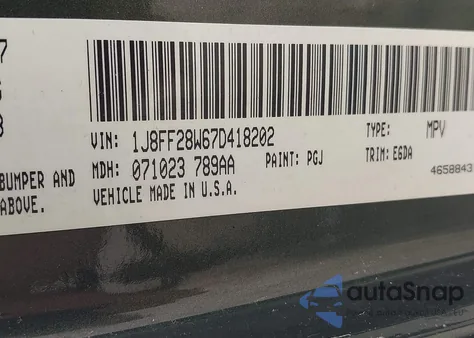 7
VIN: 1J8FF28W67D418202 TYPE: MPV
MDH: 071023 789AA PAINT: PGJ TRIM: E6DA
BUMPER AND VEHICLE MADE IN U.S.A. 4658843
ABOVE.
autoSnap